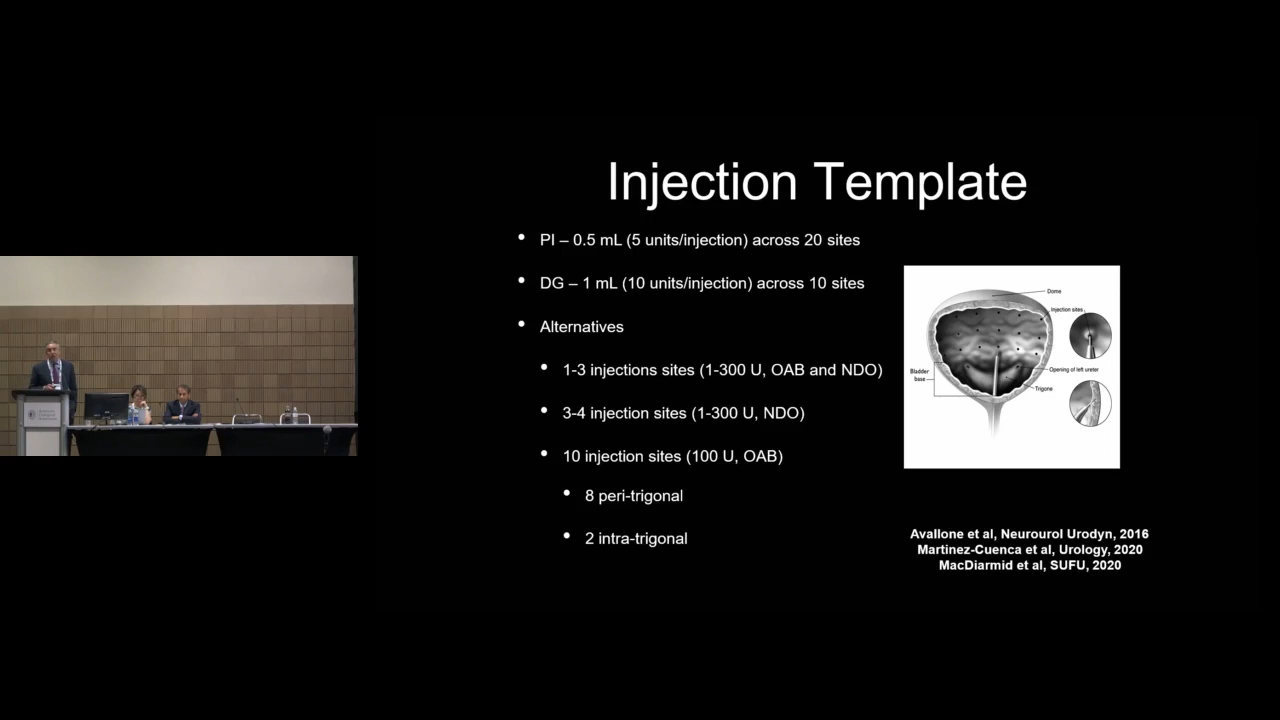 Injection Template
PI – 0.5 mL (5 units/injection) across 20 sites
DG – 1 mL (10 units/injection) across 10 sites
Alternatives
1-3 injections sites (1-300 U, OAB and NDO)
3-4 injection sites (1-300 U, NDO)
10 injection sites (100 U, OAB)
8 peri-trigonal
2 intra-trigonal
Dome
Injection sites
Bladder
base
Opening of left ureter
Trigone
Avallone et al, Neurourol Urodyn, 2016
Martinez-Cuenca et al, Urology, 2020
MacDiarmid et al, SUFU, 2020